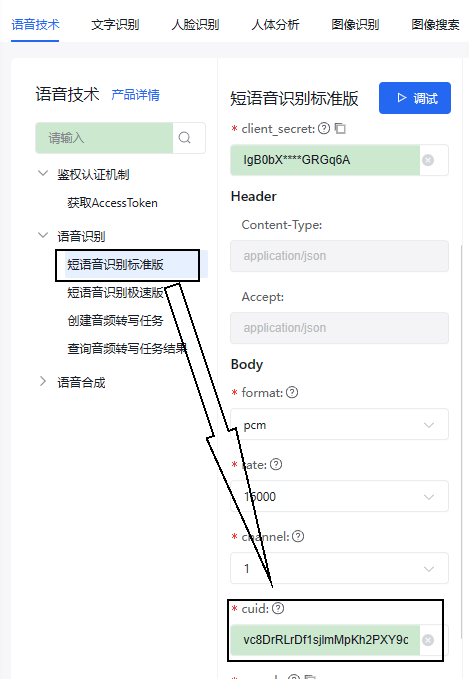 语音技术 文字识别 人脸识别 人体分析 图像识别 图像搜索
语音技术 产品详情
请输入
鉴权认证机制
获取AccessToken
语音识别
短语音识别标准版
短语音识别极速版
创建音频转写任务
查询音频转写任务结果
语音合成
短语音识别标准版 调试
* client_secret:
IgB0bX****GRGq6A
Header
Content-Type:
application/json
Accept:
application/json
Body
* format:
pcm
* rate:
16000
* channel:
1
* cuid:
vc8DrRLrDf1sjlmMpKh2PXY9c